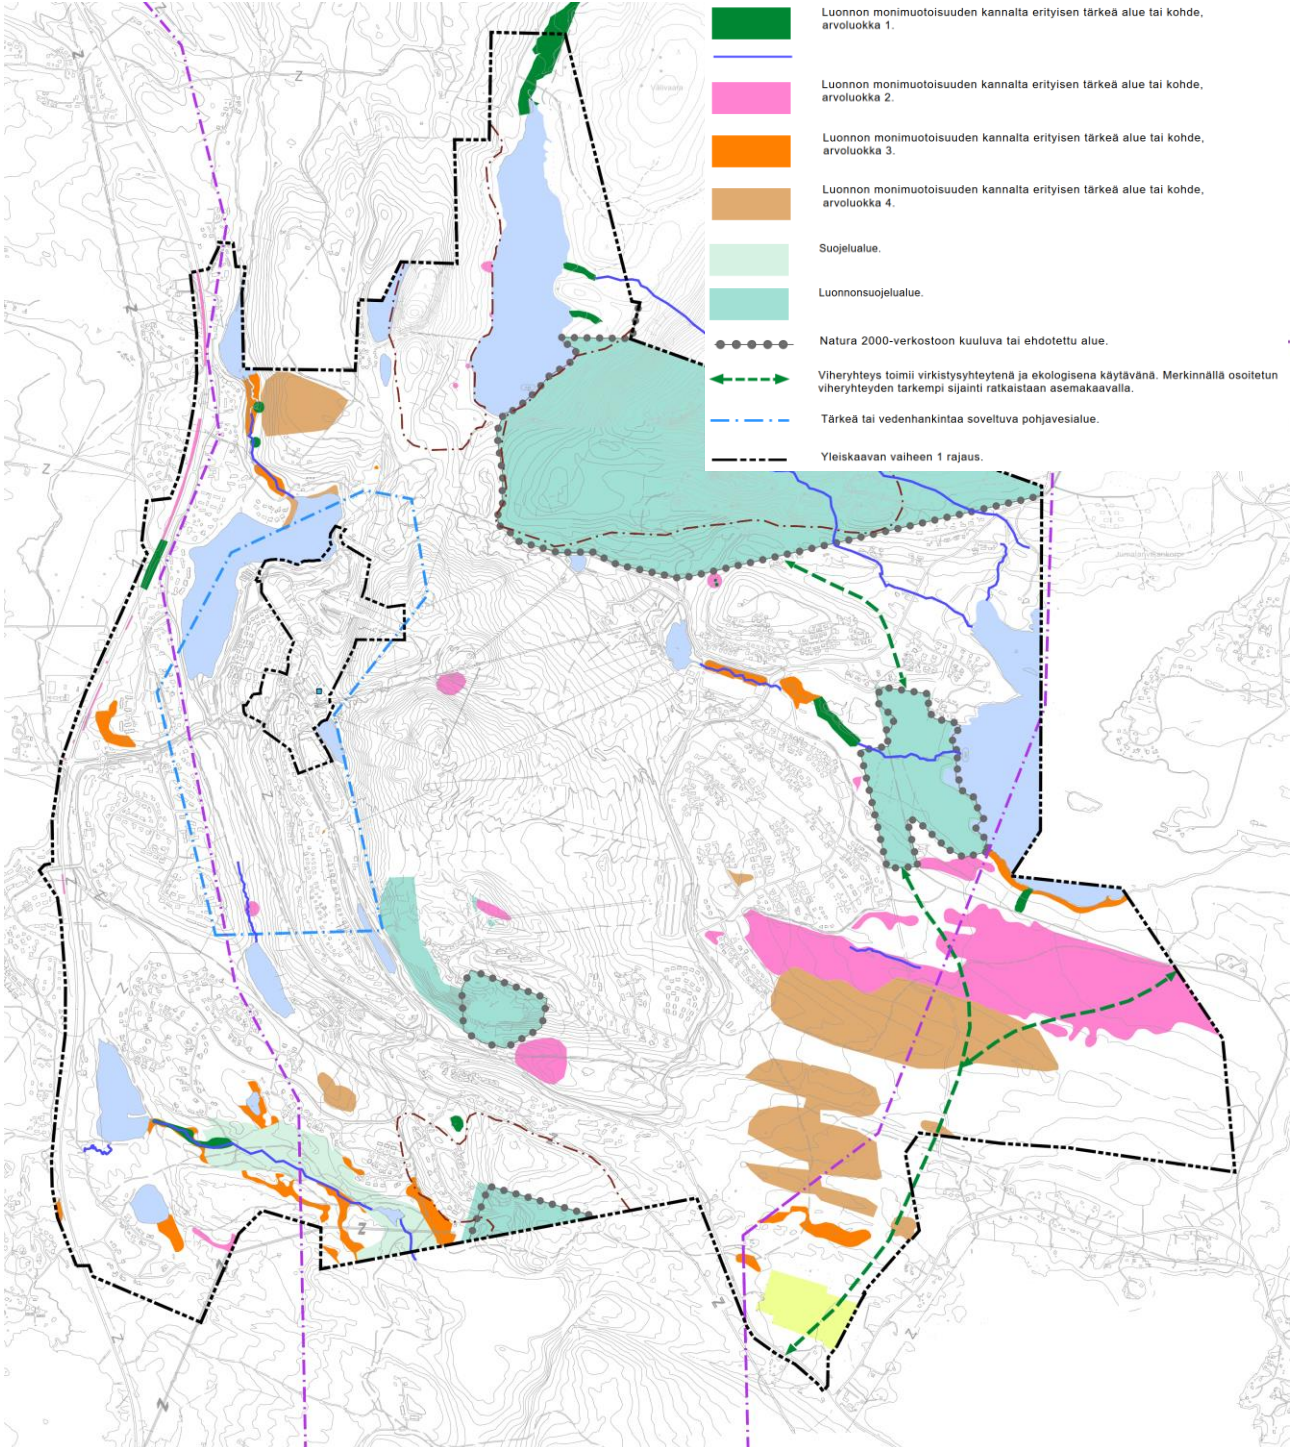 Luonnon monimuotoisuuden kannalta erityisen tärkeä alue tai kohde,
arvoluokka 1.
Luonnon monimuotoisuuden kannalta erityisen tärkeä alue tai kohde,
arvoluokka 2.
Luonnon monimuotoisuuden kannalta erityisen tärkeä alue tai kohde,
arvoluokka 3.
Luonnon monimuotoisuuden kannalta erityisen tärkeä alue tai kohde,
arvoluokka 4.
Suojelualue.
Luonnonsuojelualue.
Natura 2000-verkostoon kuuluva tai ehdotettu alue.
Viheryhteys toimii virkistysyhteytenä ja ekologisena käytävänä. Merkinnällä osoitetun
viheryhteyden tarkempi sijainti ratkaistaan asemakaavalla.
Tärkeä tai vedenhankintaa soveltuva pohjavesialue.
Yleiskaavan vaiheen 1 rajaus.